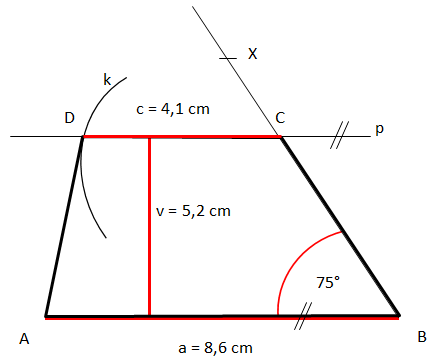 X
k
c = 4,1 cm
D
C
p
v = 5,2 cm
75°
A
B
a = 8,6 cm